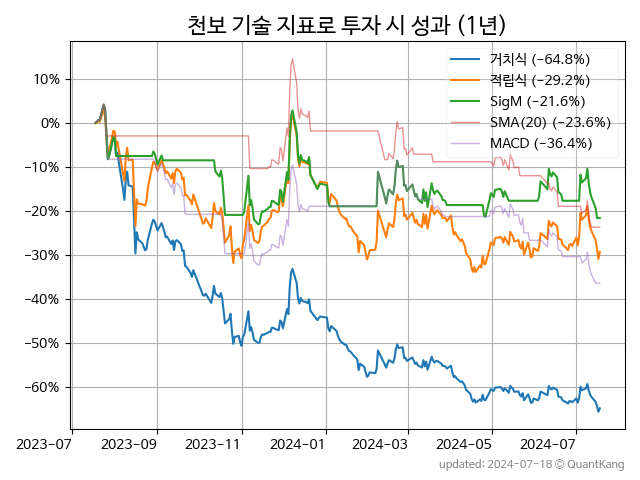 천보 기술 지표로 투자 시 성과 (1년)
거치식 (−64.8%)
적립식 (−29.2%)
SigM (−21.6%)
SMA(20) (−23.6%)
MACD (−36.4%)
10%
0%
−10%
−20%
−30%
−40%
−50%
−60%
2023-07 2023-09 2023-11 2024-01 2024-03 2024-05 2024-07
updated: 2024-07-18 © QuantKang